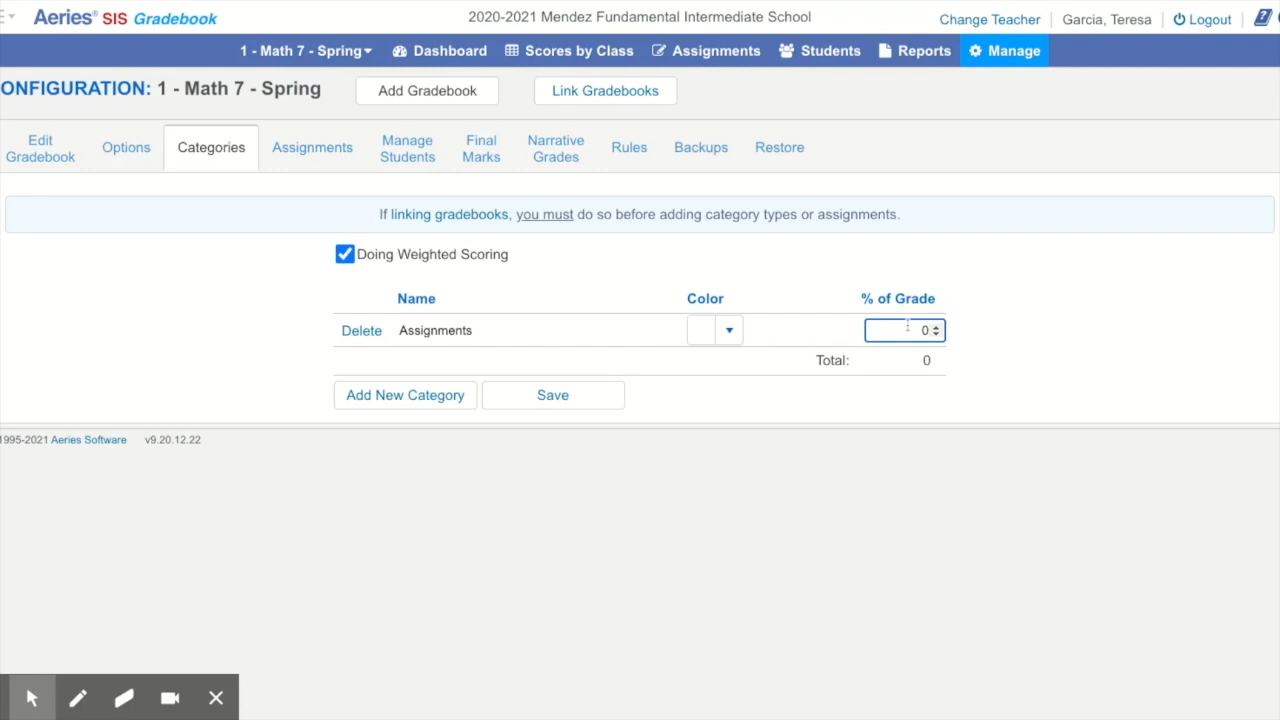 Aeries® SIS Gradebook
2020-2021 Mendez Fundamental Intermediate School
Change Teacher | Garcia, Teresa | Logout |
1 - Math 7 - Spring
Dashboard
Scores by Class
Assignments
Students
Reports
Manage
ONFIGURATION: 1 - Math 7 - Spring
Add Gradebook
Link Gradebooks
Edit Gradebook
Options
Categories
Assignments
Manage Students
Final Marks
Narrative Grades
Rules
Backups
Restore
If linking gradebooks, you must do so before adding category types or assignments.
Doing Weighted Scoring
Name Color % of Grade
Delete Assignments 0
Total: 0
Add New Category
Save
1995-2021 Aeries Software v9.20.12.22